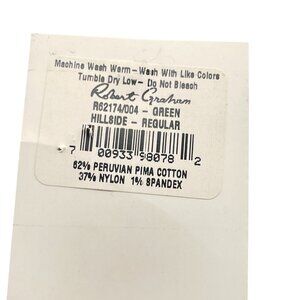 Machine Wash Warm- Wash With Like Colors
Tumble Dry Low- Do Not Bleach
Robert Graham
R62174/004 - GREEN
HILLSIDE - REGULAR
7 00933 98078 2
62% PERUVIAN PIMA COTTON
37% NYLON 1% SPANDEX